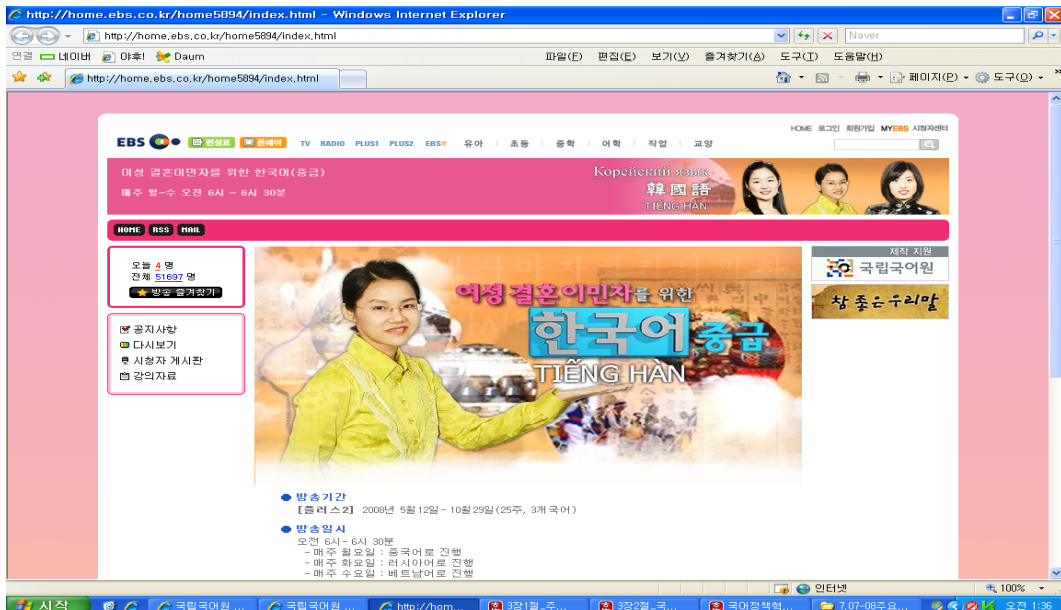 http://home.ebs.co.kr/home5894/index.html - Windows Internet Explorer
http://home.ebs.co.kr/home5894/index.html
Naver
연결 네이버 야후! Daum
파일(F) 편집(E) 보기(V) 즐겨찾기(A) 도구(T) 도움말(H)
http://home.ebs.co.kr/home5894/index.html
페이지(P) 도구(O)
HOME 로그인 회원가입 MYEBS 시청자센터
EBS 편성표 온에어 TV RADIO PLUS1 PLUS2 EBSe 유아 초등 중학 어학 직업 교양
여성 결혼이민자를 위한 한국어(중급)
매주 월-수 오전 6시 - 6시 30분
Корейский язык
韓國語
TIẾNG HÀN
HOME RSS MAIL
오늘 4 명
전체 51697 명
방송 즐겨찾기
공지사항
다시보기
시청자 게시판
강의자료
여성 결혼이민자를 위한
한국어 중급
TIẾNG HÀN
제작 지원
국립국어원
참 좋은 우리말
방송기간
[플러스2] 2008년 5월 12일 - 10월 29일 (25주, 3개 국어)
방송일시
오전 6시 - 6시 30분
- 매주 월요일 : 중국어로 진행
- 매주 화요일 : 러시아어로 진행
- 매주 수요일 : 베트남어로 진행
인터넷 100%
시작 국립국어원 ... 국립국어원 ... http://hom... 3장1절_주... 3장2절_국... 국어정책혁... 7.07-08주요... 오전 1:36